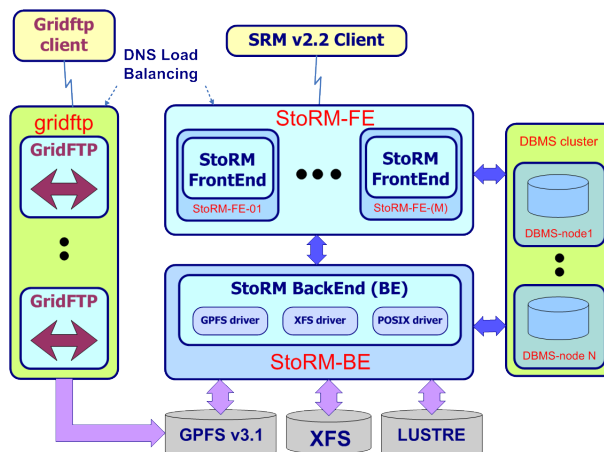 Gridftp
client
DNS Load
Balancing
SRM v2.2 Client
gridftp
GridFTP
GridFTP
StoRM-FE
StoRM
FrontEnd
StoRM-FE-01
StoRM
FrontEnd
StoRM-FE-(M)
DBMS cluster
DBMS-node1
DBMS-node N
StoRM BackEnd (BE)
GPFS driver
XFS driver
POSIX driver
StoRM-BE
GPFS v3.1
XFS
LUSTRE